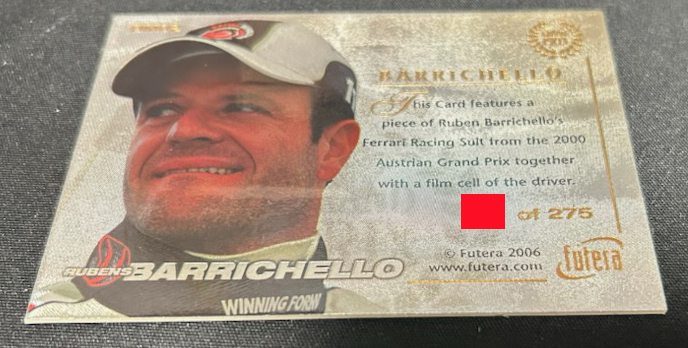 BARRICHELLO
This Card features a
piece of Ruben Barrichello's
Ferrari Racing Suit from the 2000
Austrian Grand Prix together
with a film cell of the driver.
of 275
© Futera 2006
www.futera.com
futera
RUBENS BARRICHELLO
WINNING FORM